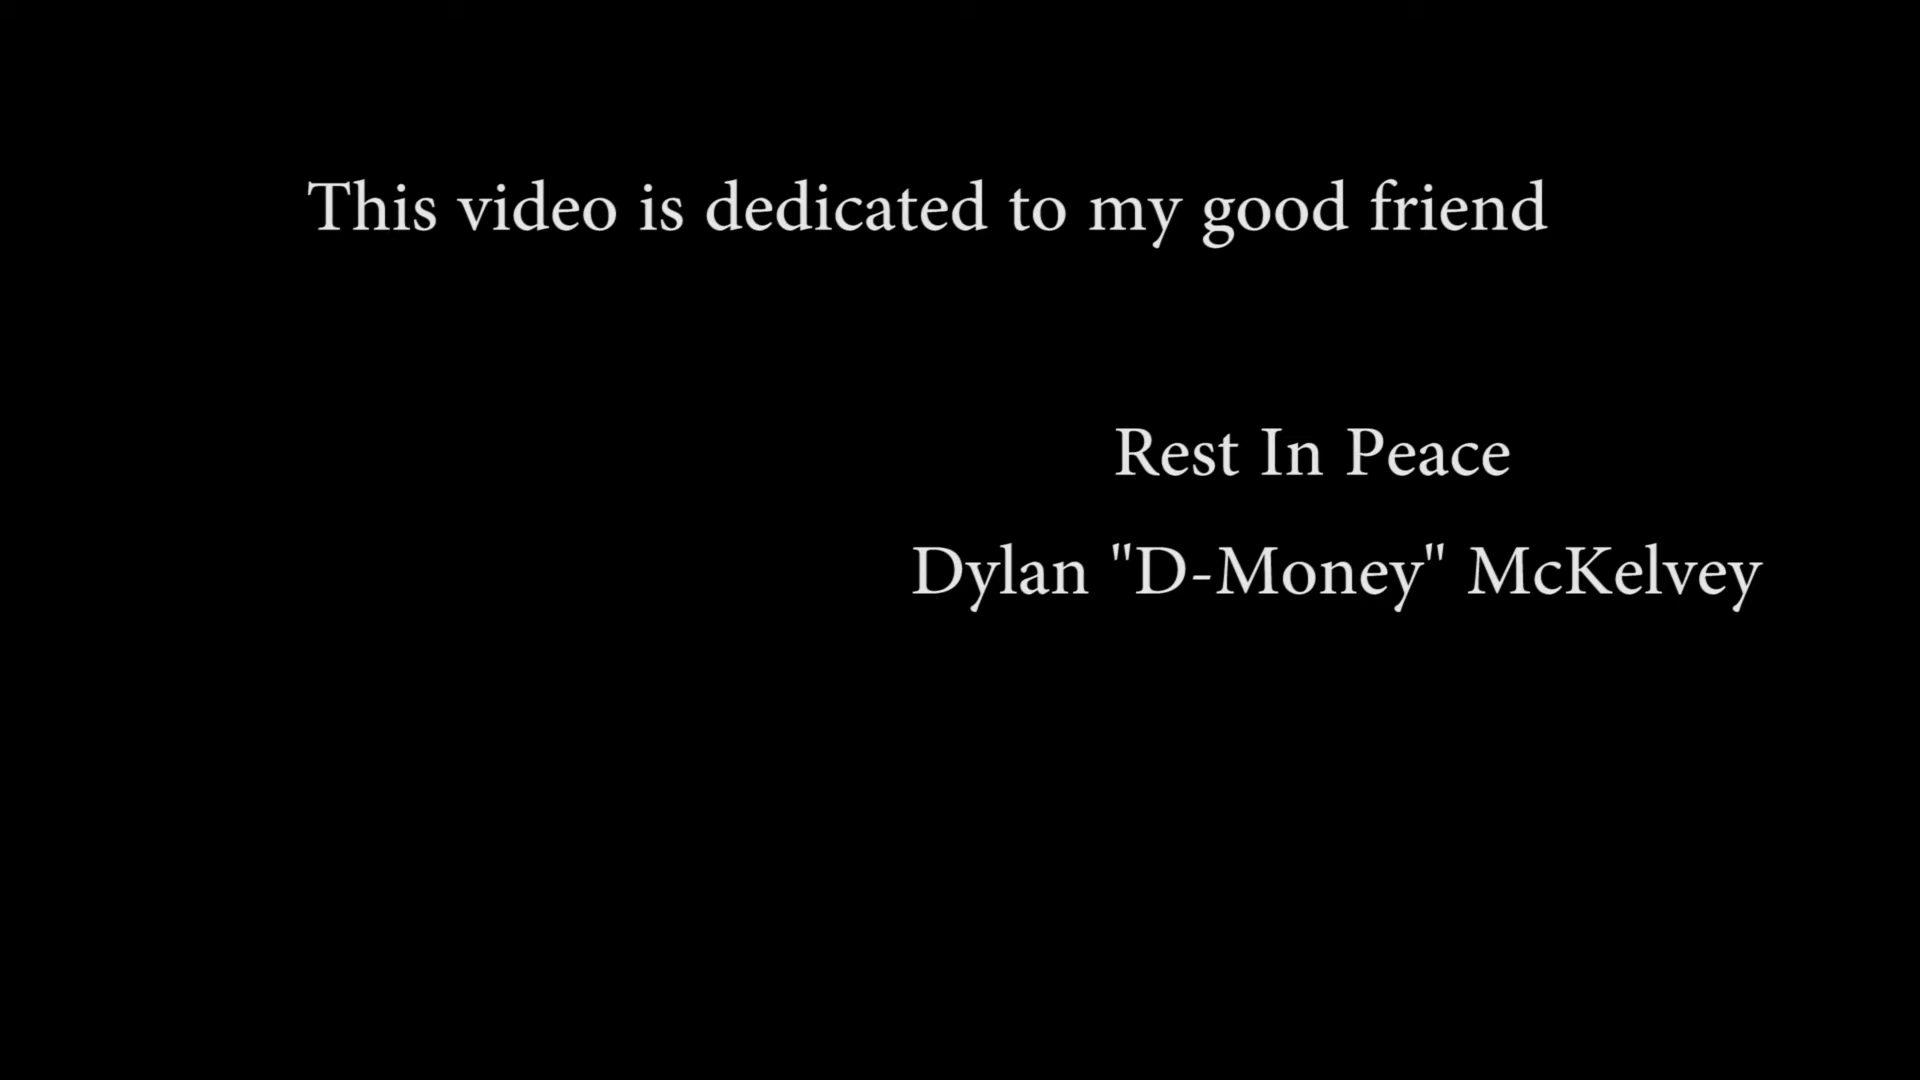 This video is dedicated to my good friend
Rest In Peace
Dylan "D-Money" McKelvey